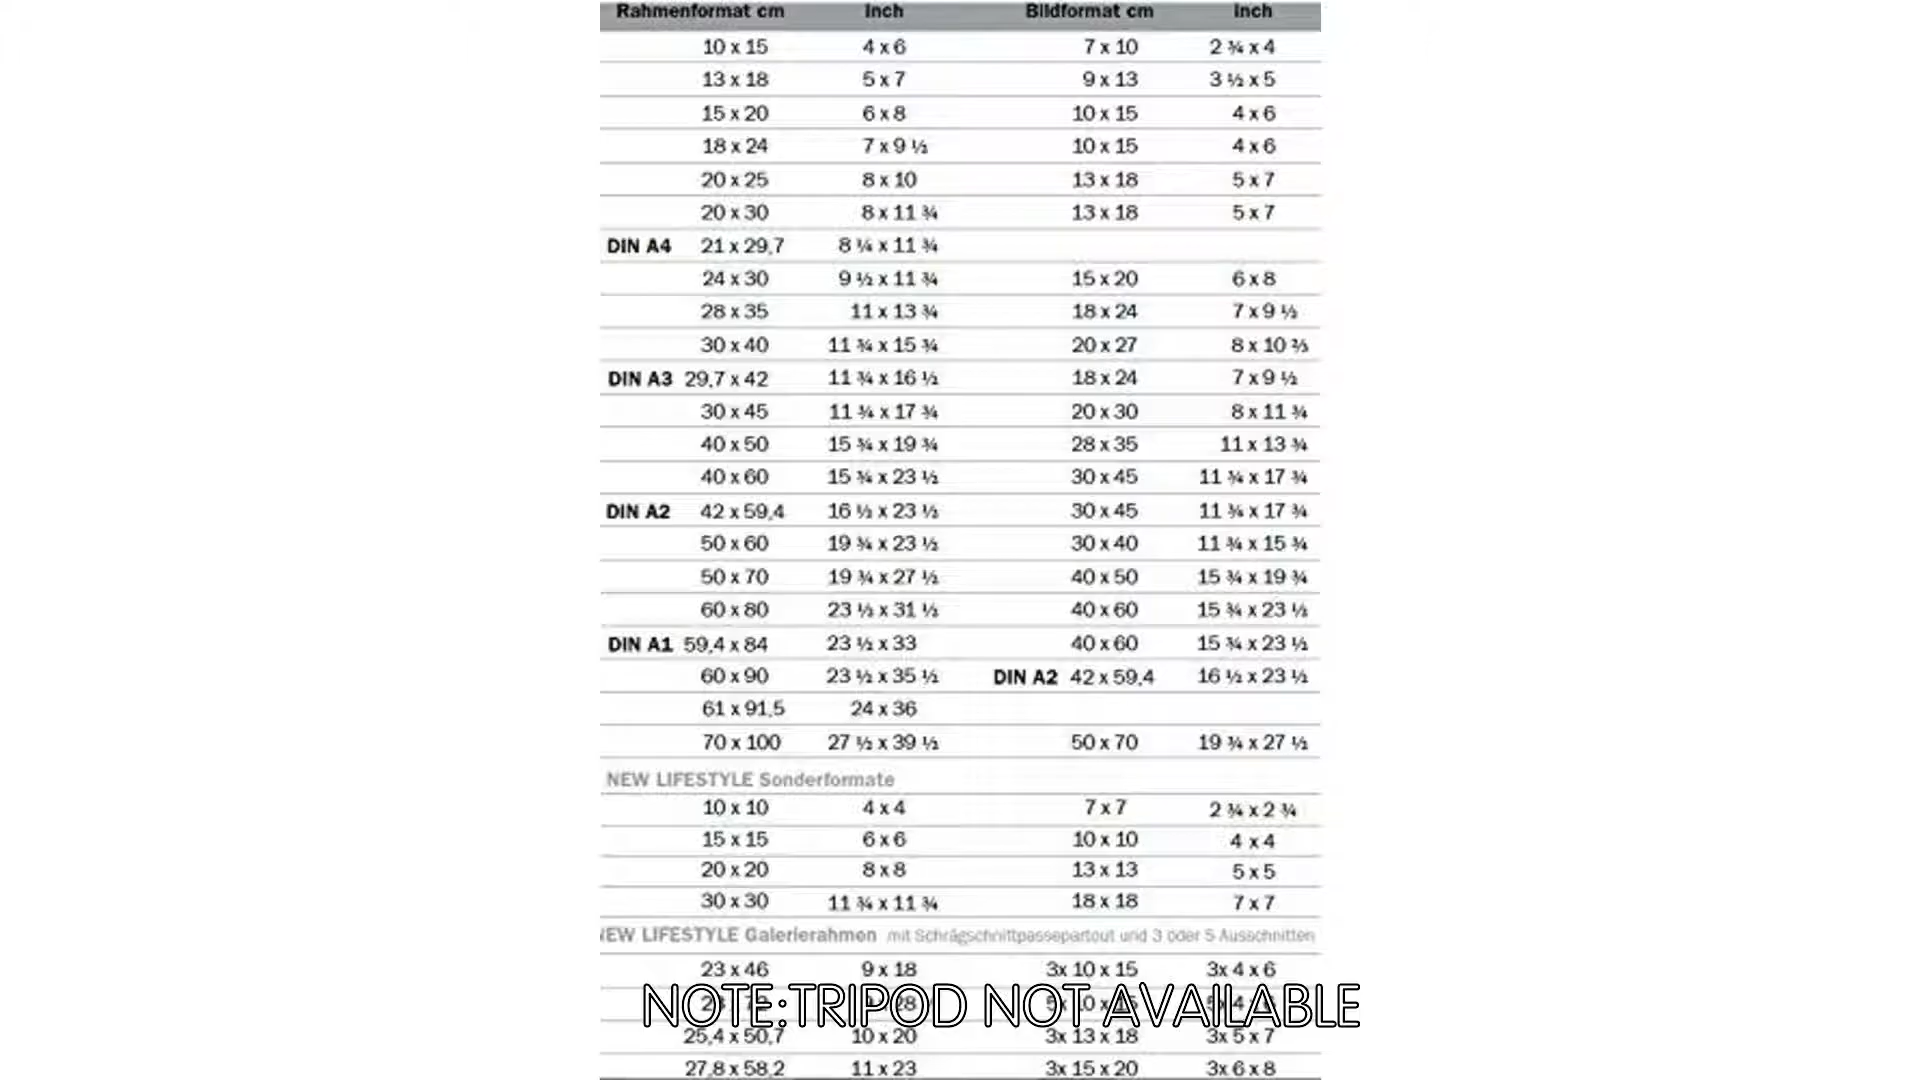 Rahmenformat cm Inch Bildformat cm Inch
10 x 15 4 x 6 7 x 10 2 ¾ x 4
13 x 18 5 x 7 9 x 13 3 ½ x 5
15 x 20 6 x 8 10 x 15 4 x 6
18 x 24 7 x 9 ½ 10 x 15 4 x 6
20 x 25 8 x 10 13 x 18 5 x 7
20 x 30 8 x 11 ¾ 13 x 18 5 x 7
DIN A4 21 x 29,7 8 ¼ x 11 ¾
24 x 30 9 ½ x 11 ¾ 15 x 20 6 x 8
28 x 35 11 x 13 ¾ 18 x 24 7 x 9 ½
30 x 40 11 ¾ x 15 ¾ 20 x 27 8 x 10
DIN A3 29,7 x 42 11 ¾ x 16 ½ 18 x 24 7 x 9 ½
30 x 45 11 ¾ x 17 ¾ 20 x 30 8 x 11 ¾
40 x 50 15 ¾ x 19 ¾ 28 x 35 11 x 13 ¾
40 x 60 15 ¾ x 23 ½ 30 x 45 11 ¾ x 17 ¾
DIN A2 42 x 59,4 16 ½ x 23 ½ 30 x 45 11 ¾ x 17 ¾
50 x 60 19 ¾ x 23 ½ 30 x 40 11 ¾ x 15 ¾
50 x 70 19 ¾ x 27 ½ 40 x 50 15 ¾ x 19 ¾
60 x 80 23 ½ x 31 ½ 40 x 60 15 ¾ x 23 ½
DIN A1 59,4 x 84 23 ½ x 33 40 x 60 15 ¾ x 23 ½
60 x 90 23 ½ x 35 ½ DIN A2 42 x 59,4 16 ½ x 23 ½
61 x 91,5 24 x 36
70 x 100 27 ½ x 39 ½ 50 x 70 19 ¾ x 27 ½
NEW LIFESTYLE Sonderformate
10 x 10 4 x 4 7 x 7 2 ¾ x 2 ¾
15 x 15 6 x 6 10 x 10 4 x 4
20 x 20 8 x 8 13 x 13 5 x 5
30 x 30 11 ¾ x 11 ¾ 18 x 18 7 x 7
NEW LIFESTYLE Galerierahmen mit Schrägschnittpassepartout und 3 oder 5 Ausschnitten
23 x 46 9 x 18 3x 10 x 15 3x 4 x 6
NOTE:TRIPOD NOT AVAILABLE
25,4 x 50,7 10 x 20 3x 13 x 18 3x 5 x 7
27,8 x 58,2 11 x 23 3x 15 x 20 3x 6 x 8